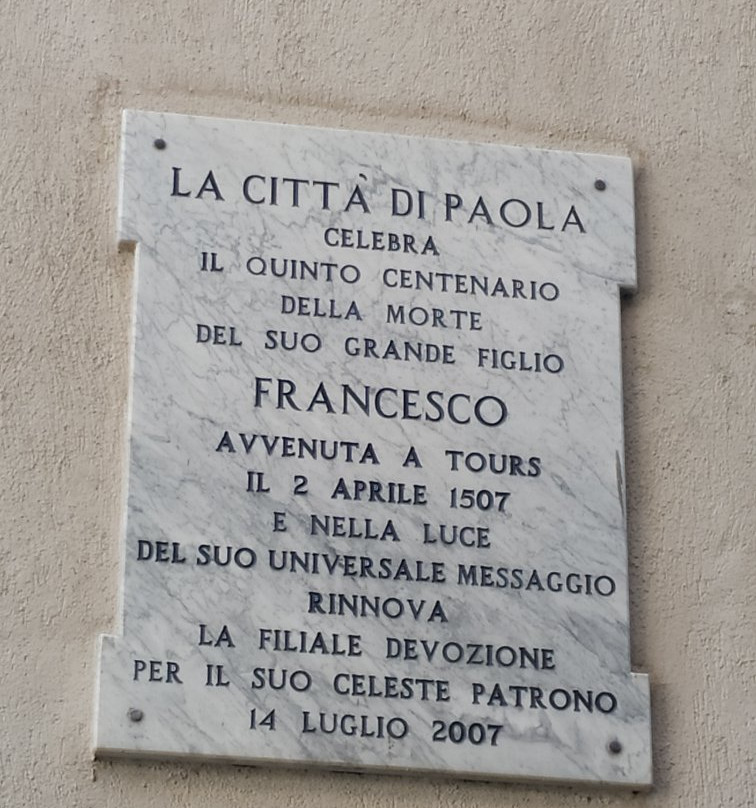 LA CITTÀ DI PAOLA
CELEBRA
IL QUINTO CENTENARIO
DELLA MORTE
DEL SUO GRANDE FIGLIO
FRANCESCO
AVVENUTA A TOURS
IL 2 APRILE 1507
E NELLA LUCE
DEL SUO UNIVERSALE MESSAGGIO
RINNOVA
LA FILIALE DEVOZIONE
PER IL SUO CELESTE PATRONO
14 LUGLIO 2007